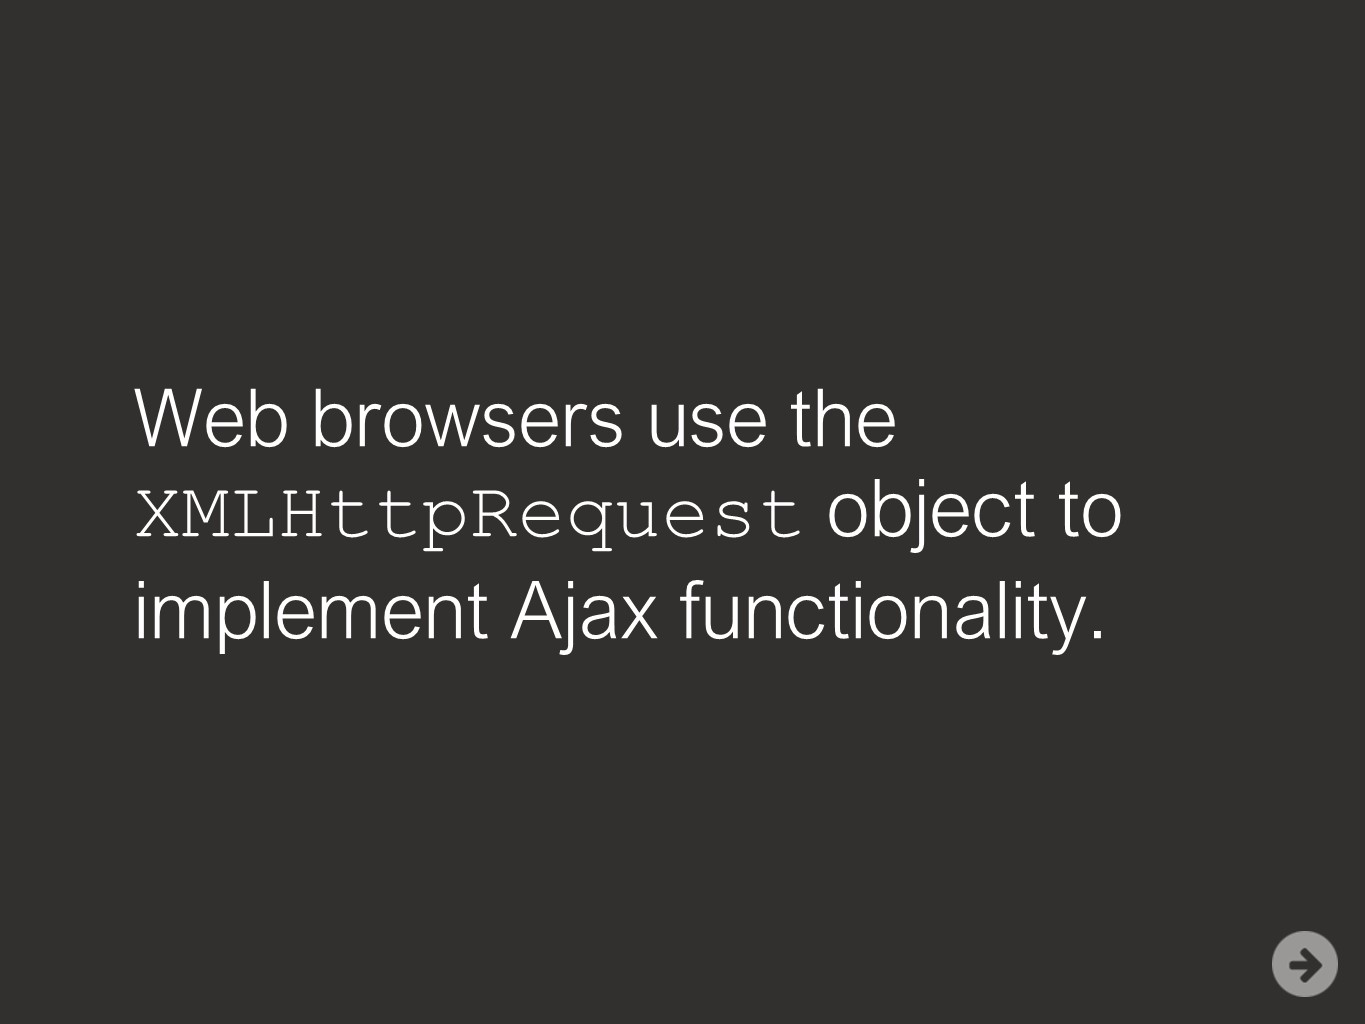 Web browsers use the
XMLHttpRequest object to
implement Ajax functionality.